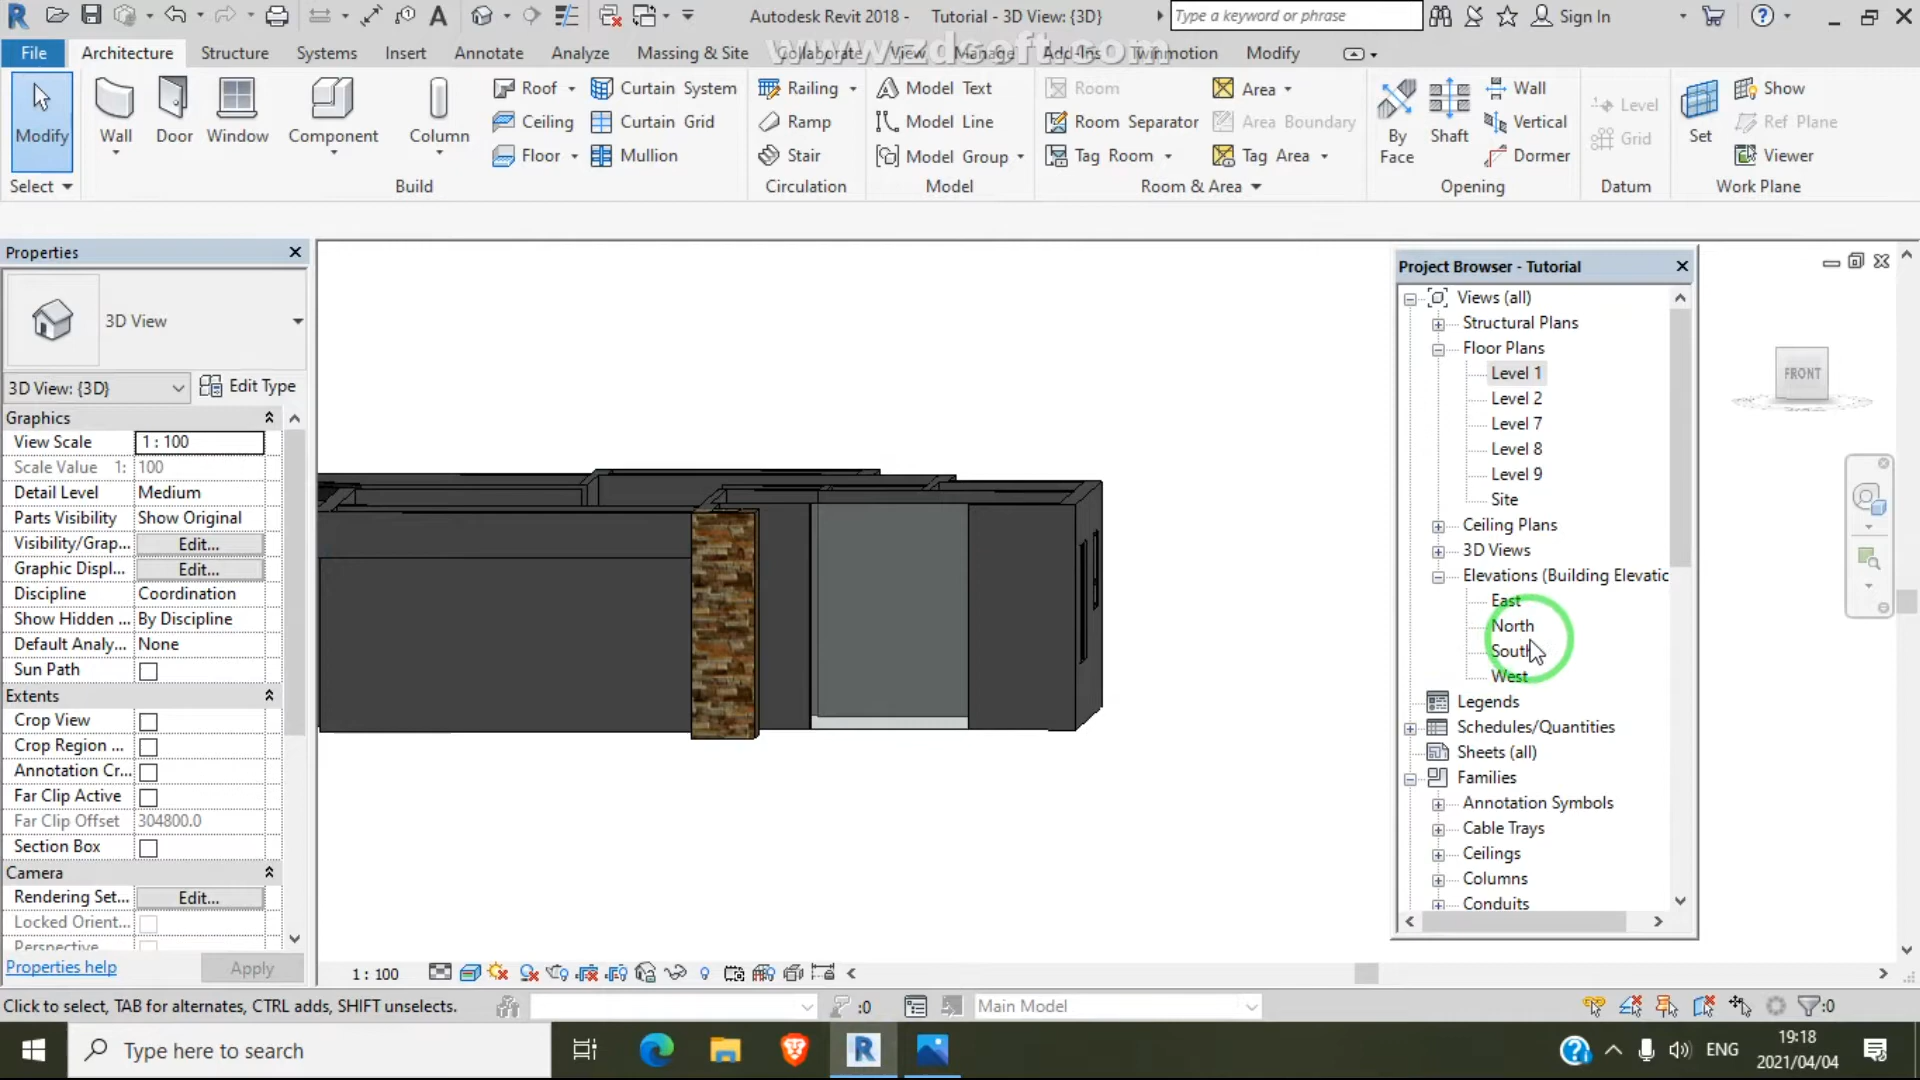 Autodesk Revit 2018 - Tutorial - 3D View: {3D}
Type a keyword or phrase
Sign In
www.zdsoft.com
File Architecture Structure Systems Insert Annotate Analyze Massing & Site Collaborate View Manage Add-Ins Twinmotion Modify
Modify
Select
Wall
Door
Window
Component
Column
Roof
Ceiling
Floor
Curtain System
Curtain Grid
Mullion
Build
Railing
Ramp
Stair
Circulation
Model Text
Model Line
Model Group
Model
Room
Room Separator
Tag Room
Area
Area Boundary
Tag Area
Room & Area
By
Face
Shaft
Wall
Vertical
Dormer
Opening
Level
Grid
Datum
Set
Show
Ref Plane
Viewer
Work Plane
Properties
3D View
3D View: {3D}
Edit Type
Graphics
View Scale 1 : 100
Scale Value 1: 100
Detail Level Medium
Parts Visibility Show Original
Visibility/Grap... Edit...
Graphic Displ... Edit...
Discipline Coordination
Show Hidden ... By Discipline
Default Analy... None
Sun Path
Extents
Crop View
Crop Region ...
Annotation Cr...
Far Clip Active
Far Clip Offset 304800.0
Section Box
Camera
Rendering Set... Edit...
Locked Orient...
Perspective
Properties help
Apply
Project Browser - Tutorial
Views (all)
Structural Plans
Floor Plans
Level 1
Level 2
Level 7
Level 8
Level 9
Site
Ceiling Plans
3D Views
Elevations (Building Elevatic
East
North
South
West
Legends
Schedules/Quantities
Sheets (all)
Families
Annotation Symbols
Cable Trays
Ceilings
Columns
Conduits
FRONT
1 : 100
Click to select, TAB for alternates, CTRL adds, SHIFT unselects.
:0
Main Model
:0
Type here to search
ENG
19:18
2021/04/04